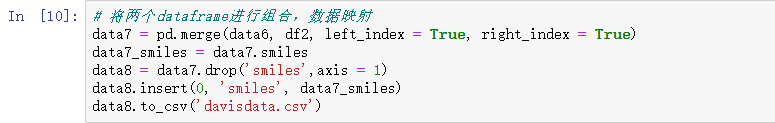 In [10]: # 将两个dataframe进行组合，数据映射
data7 = pd.merge(data6, df2, left_index = True, right_index = True)
data7_smiles = data7.smiles
data8 = data7.drop('smiles',axis = 1)
data8.insert(0, 'smiles', data7_smiles)
data8.to_csv('davisdata.csv')